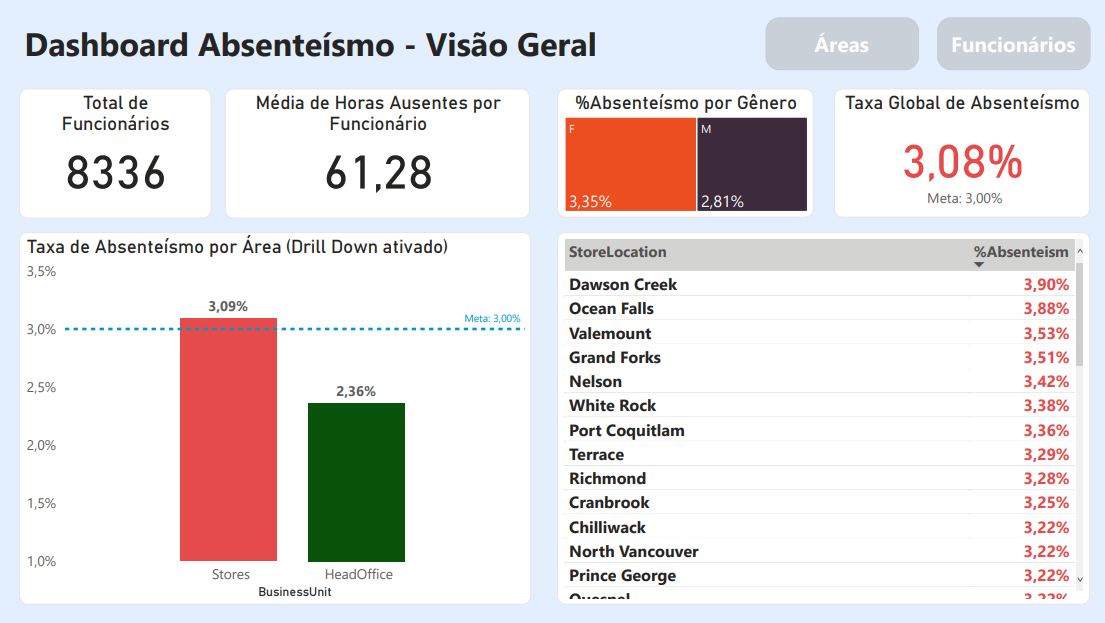 Dashboard Absenteísmo - Visão Geral
Áreas
Funcionários
Total de
Funcionários
8336
Média de Horas Ausentes por
Funcionário
61,28
%Absenteísmo por Gênero
F
M
3,35%
2,81%
Taxa Global de Absenteísmo
3,08%
Meta: 3,00%
Taxa de Absenteísmo por Área (Drill Down ativado)
3,5%
3,0%
2,5%
2,0%
1,5%
1,0%
3,09%
Meta: 3,00%
2,36%
Stores
HeadOffice
BusinessUnit
StoreLocation %Absenteism
Dawson Creek 3,90%
Ocean Falls 3,88%
Valemount 3,53%
Grand Forks 3,51%
Nelson 3,42%
White Rock 3,38%
Port Coquitlam 3,36%
Terrace 3,29%
Richmond 3,28%
Cranbrook 3,25%
Chilliwack 3,22%
North Vancouver 3,22%
Prince George 3,22%
Quesnel 3,22%